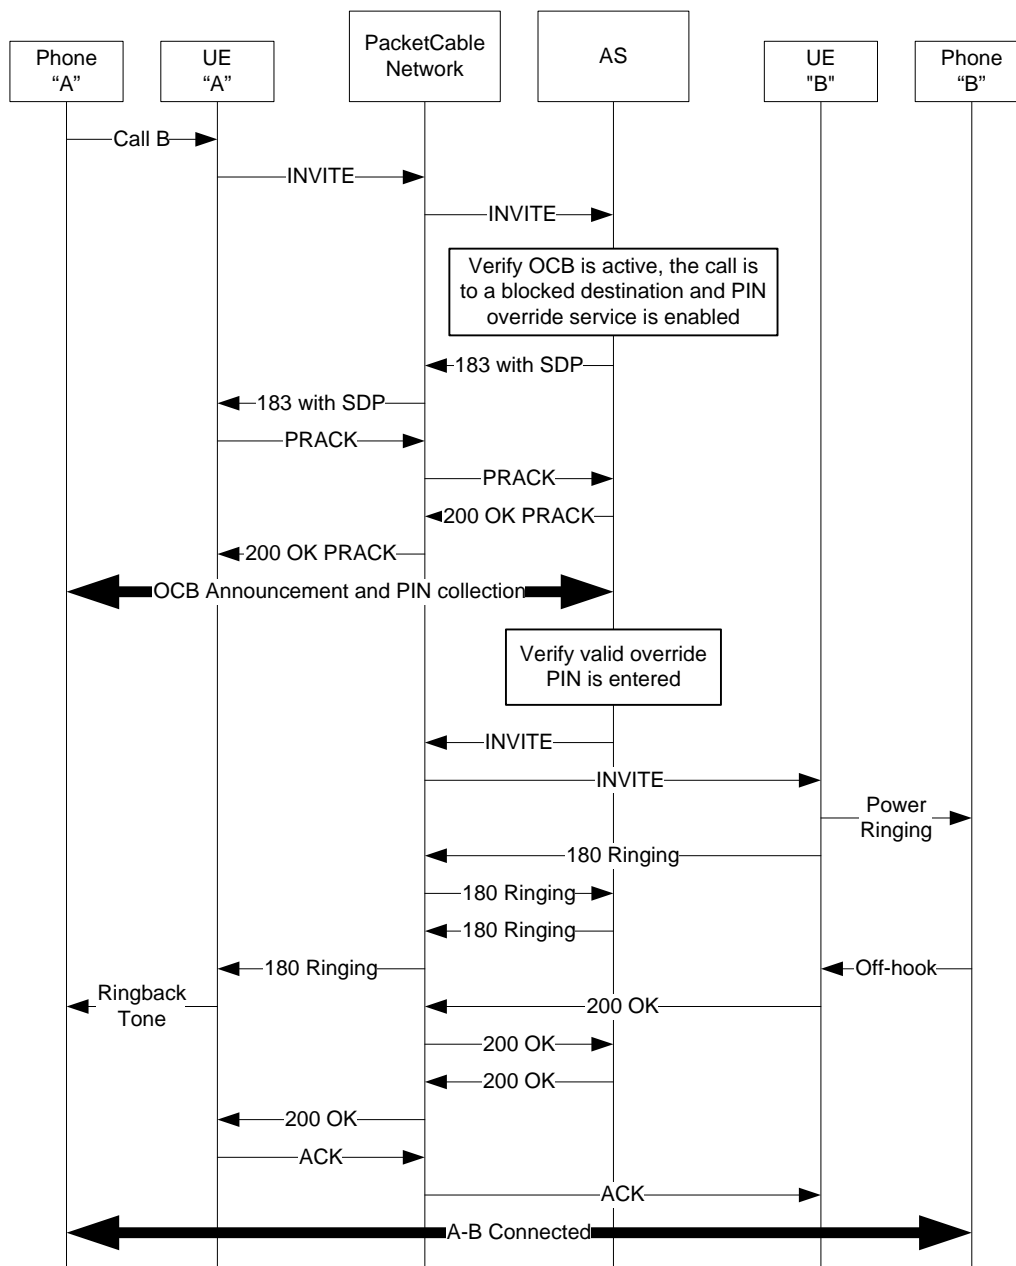 Phone
“A”
UE
“A”
PacketCable
Network
AS
UE
"B"
Phone
“B”
Call B
INVITE
INVITE
Verify OCB is active, the call is
to a blocked destination and PIN
override service is enabled
183 with SDP
183 with SDP
PRACK
PRACK
200 OK PRACK
200 OK PRACK
OCB Announcement and PIN collection
Verify valid override
PIN is entered
INVITE
INVITE
Power
Ringing
180 Ringing
180 Ringing
180 Ringing
180 Ringing
Off-hook
Ringback
Tone
200 OK
200 OK
200 OK
200 OK
ACK
ACK
A-B Connected